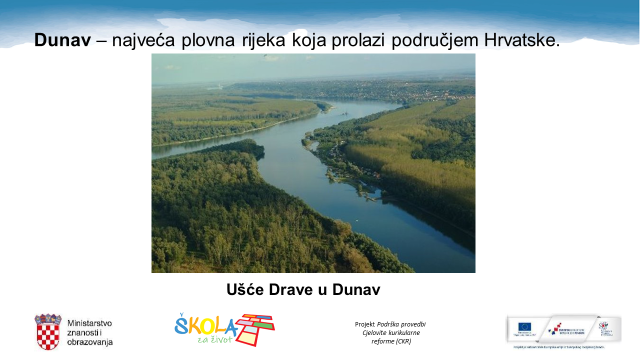 Dunav – najveća plovna rijeka koja prolazi područjem Hrvatske.
Ušće Drave u Dunav
Ministarstvo
znanosti i
obrazovanja
ŠKOLA
za život
Projekt Podrška provedbi
Cjelovite kurikularne
reforme (CKR)